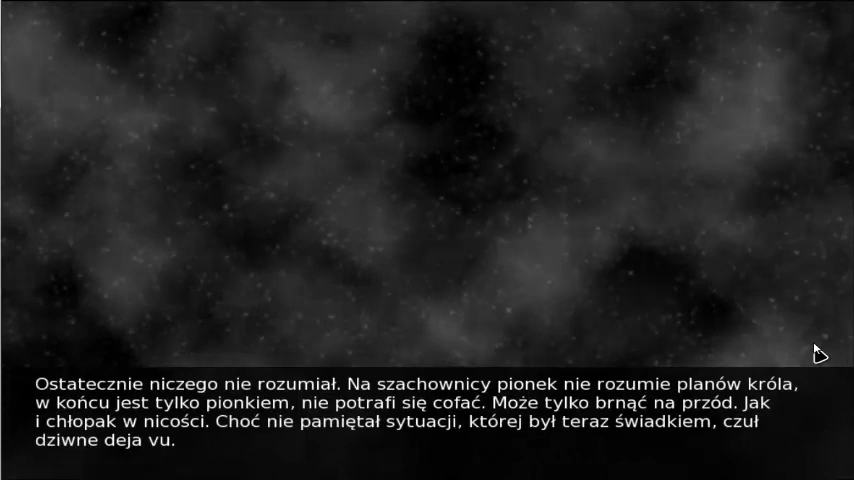 Ostatecznie niczego nie rozumiał. Na szachownicy pionek nie rozumie planów króla,
w końcu jest tylko pionkiem, nie potrafi się cofać. Może tylko brnąć na przód. Jak
i chłopak w nicości. Choć nie pamiętał sytuacji, której był teraz świadkiem, czuł
dziwne deja vu.